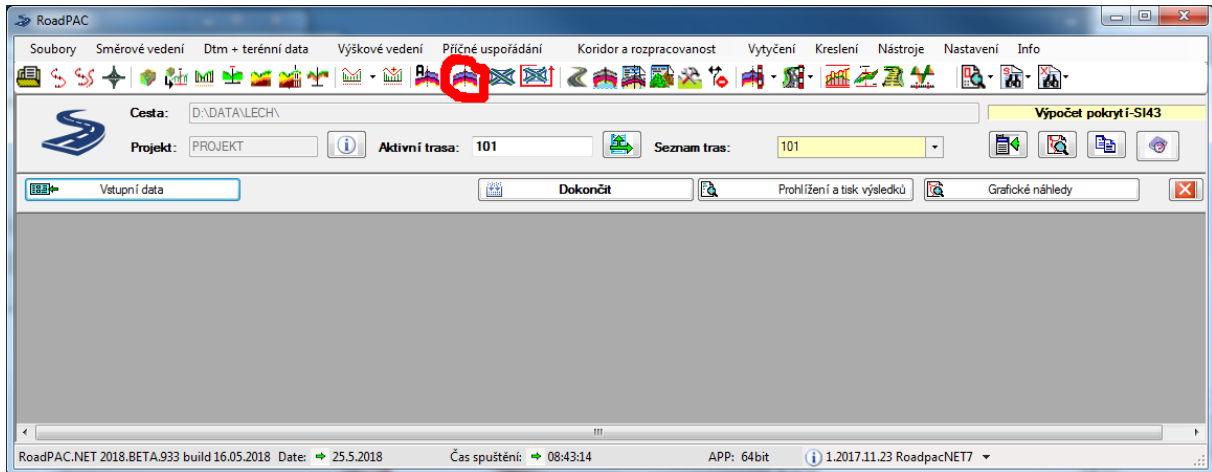 RoadPAC
Soubory Směrové vedení Dtm + terénní data Výškové vedení Příčné uspořádání Koridor a rozpracovanost Vytyčení Kreslení Nástroje Nastavení Info
Cesta: D:\DATA\LECH\ Výpočet pokrytí-SI43
Projekt: PROJEKT Aktivní trasa: 101 Seznam tras: 101
Vstupní data Dokončit Prohlížení a tisk výsledků Grafické náhledy
RoadPAC.NET 2018.BETA.933 build 16.05.2018 Date: 25.5.2018 Čas spuštění: 08:43:14 APP: 64bit 1.2017.11.23 RoadpacNET7